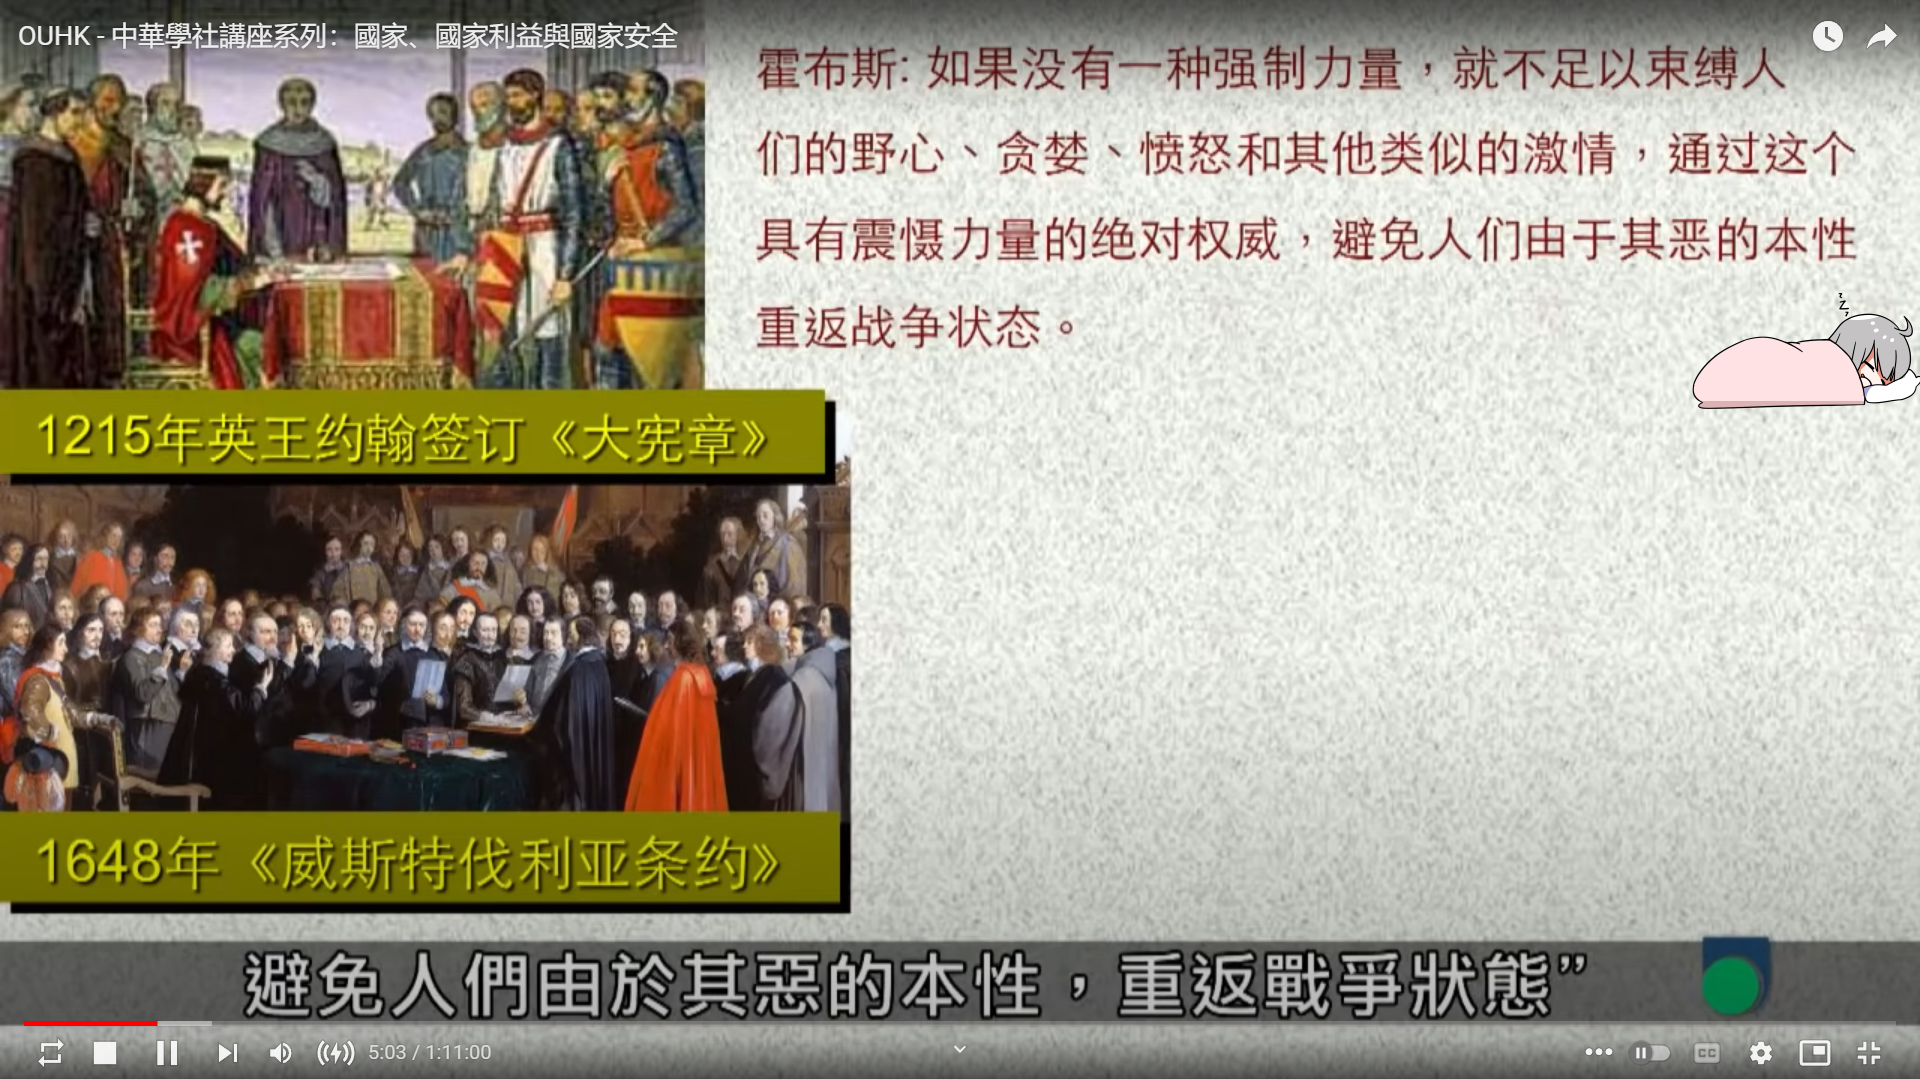 OUHK - 中華學社講座系列：國家、國家利益與國家安全
霍布斯: 如果没有一种强制力量，就不足以束缚人
们的野心、贪婪、愤怒和其他类似的激情，通过这个
具有震慑力量的绝对权威，避免人们由于其恶的本性
重返战争状态。
z
z
1215年英王约翰签订《大宪章》
1648年《威斯特伐利亚条约》
避免人們由於其惡的本性，重返戰爭狀態”
5:03 / 1:11:00
CC